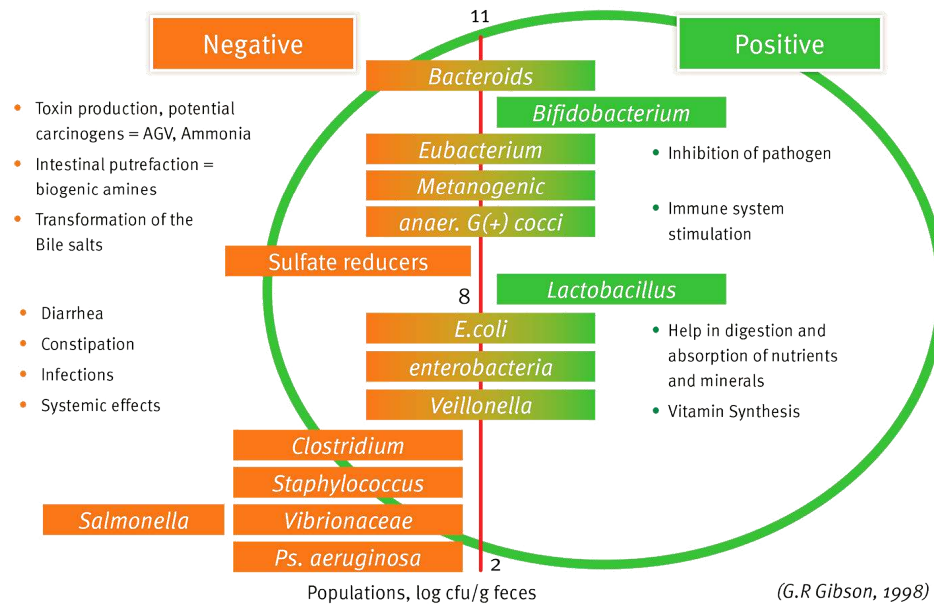 11
Negative
Positive
Bacteroids
Bifidobacterium
• Toxin production, potential
carcinogens = AGV, Ammonia
• Intestinal putrefaction =
biogenic amines
• Transformation of the
Bile salts
Eubacterium
Metanogenic
anaer. G(+) cocci
• Inhibition of pathogen
• Immune system
stimulation
Sulfate reducers
8
Lactobacillus
• Diarrhea
• Constipation
• Infections
• Systemic effects
E.coli
enterobacteria
Veillonella
• Help in digestion and
absorption of nutrients
and minerals
• Vitamin Synthesis
Clostridium
Staphylococcus
Salmonella
Vibrionaceae
Ps. aeruginosa
2
Populations, log cfu/g feces
(G.R Gibson, 1998)